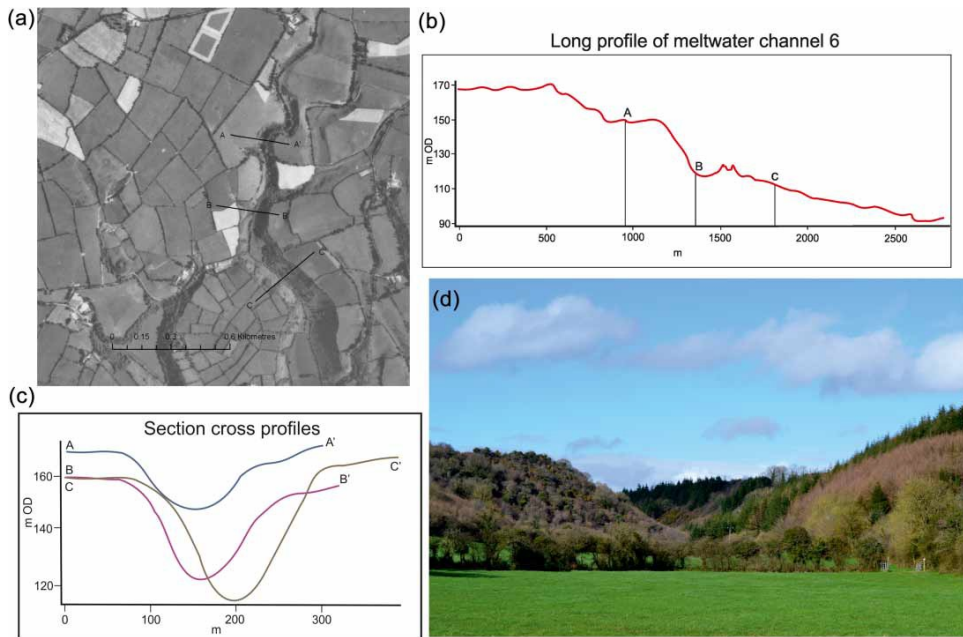 (a)
A
A'
B
B'
C'
C
0 0.15 0.3 0.6 Kilometres
(b)
Long profile of meltwater channel 6
170
150
130
110
90
m OD
A
B
C
0 500 1000 1500 2000 2500
m
(c)
Section cross profiles
A
B
C
A'
C'
B'
160
140
120
m OD
0 100 200 300
m
(d)